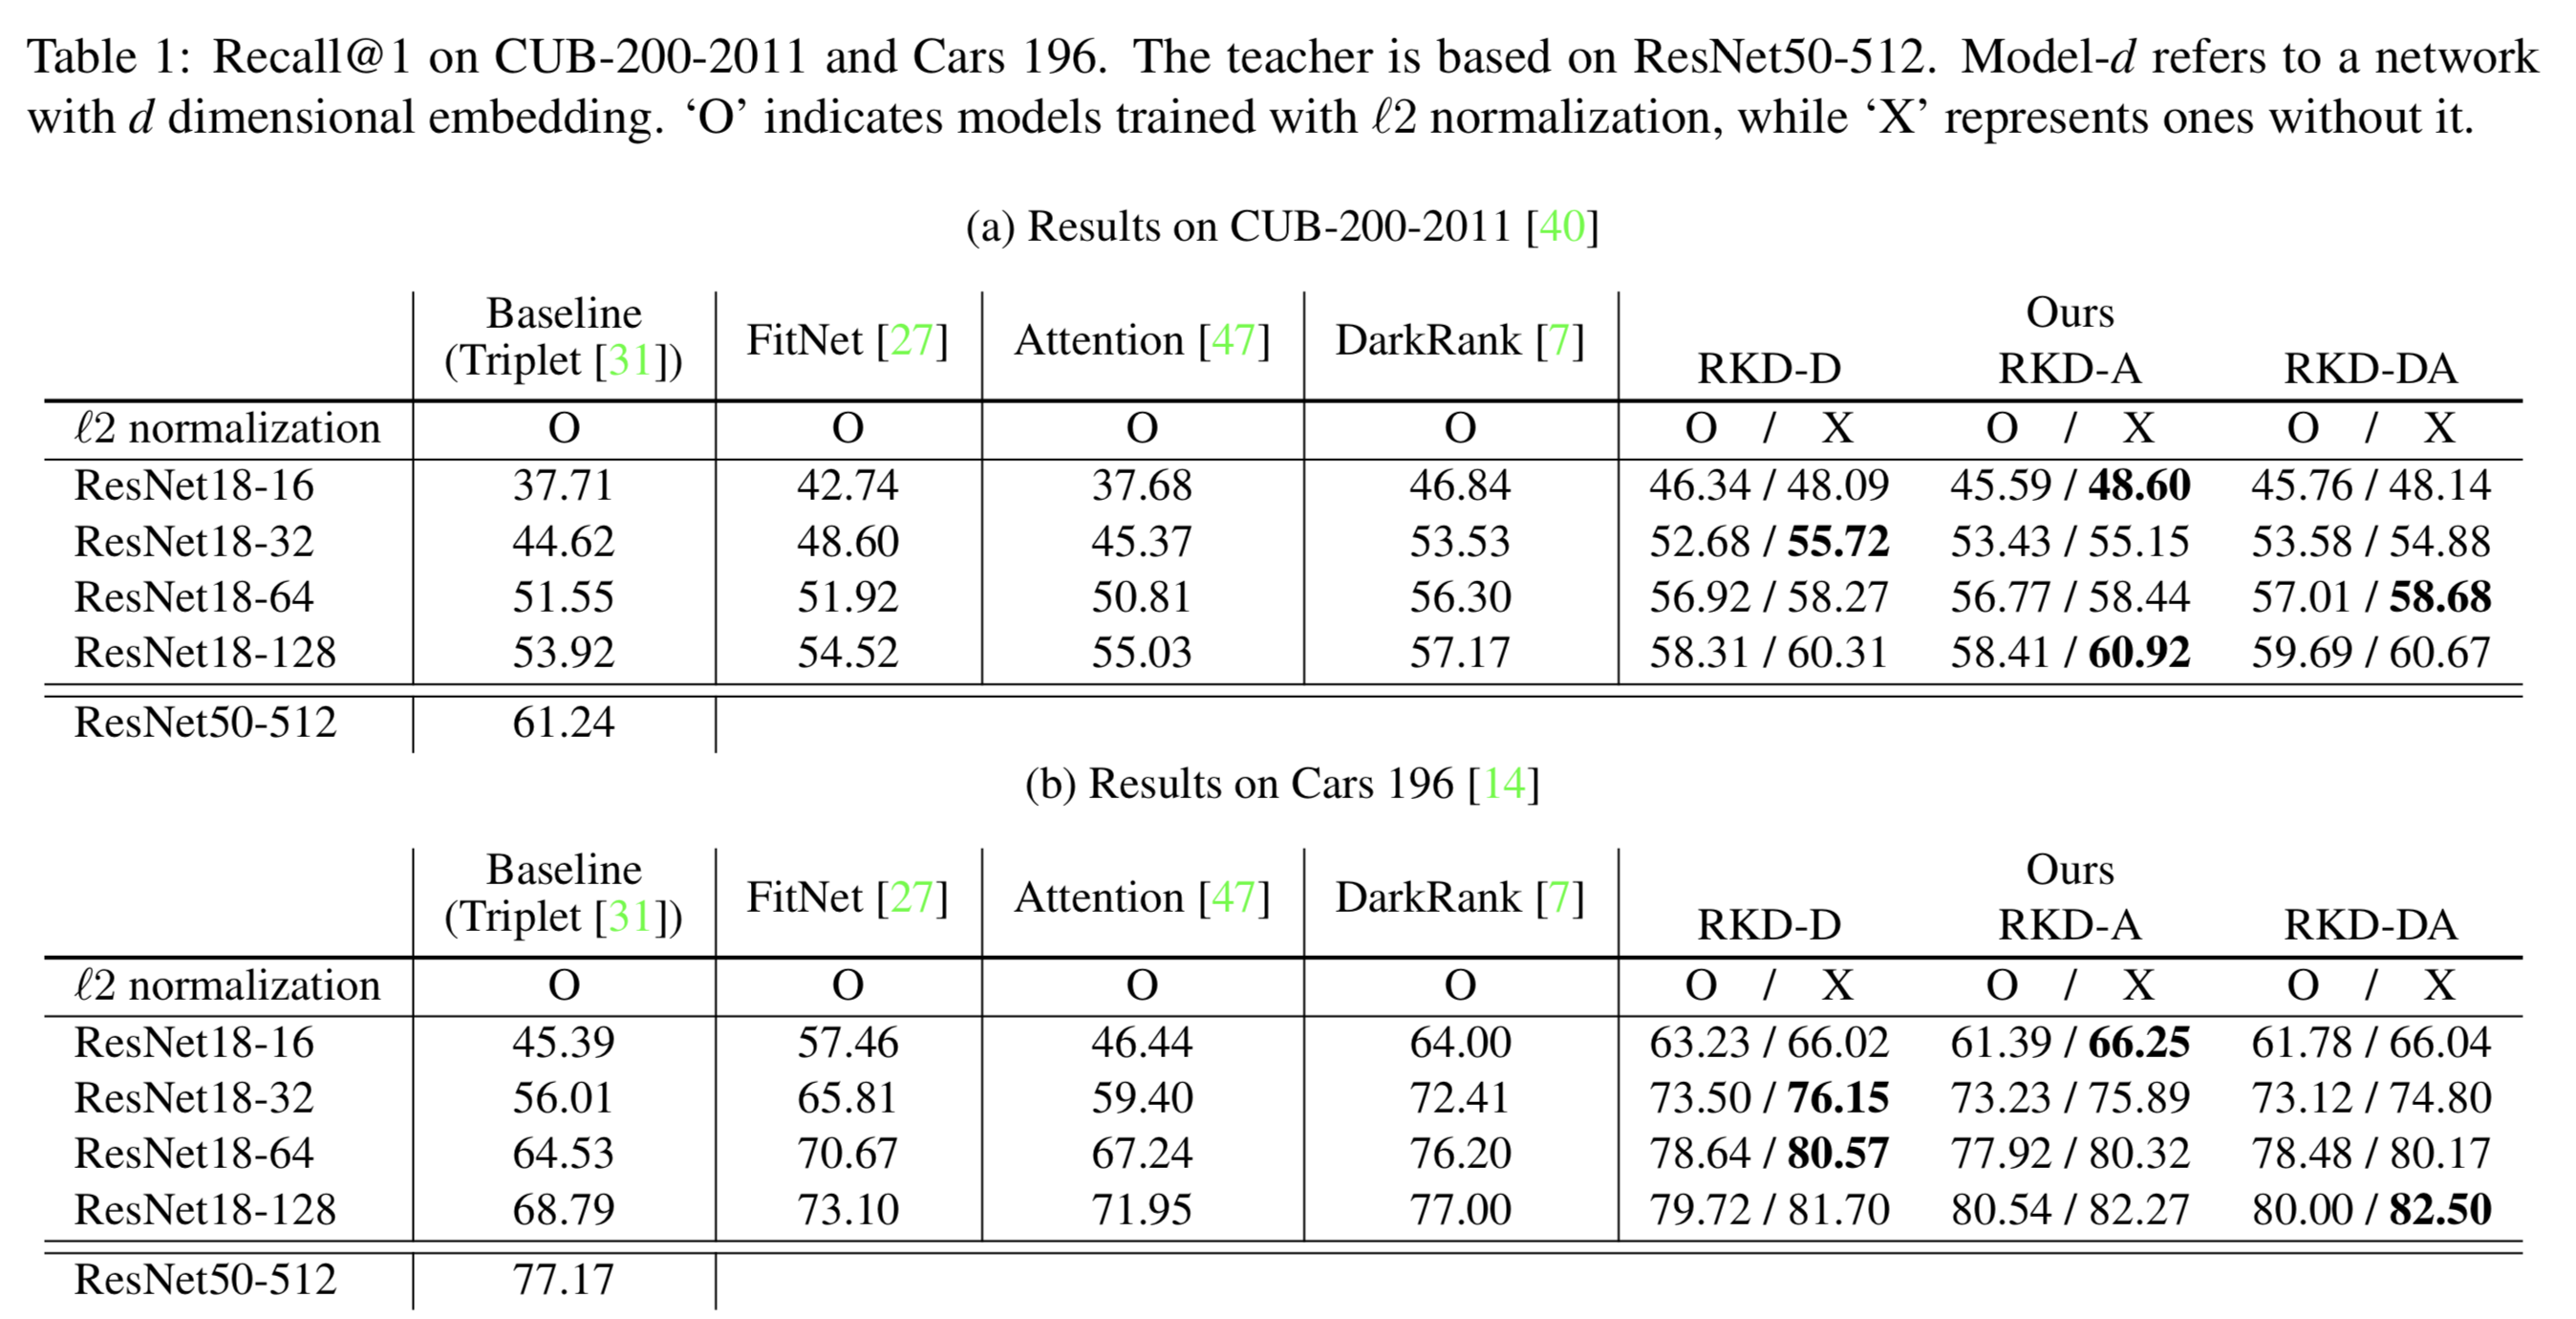 Table 1: Recall@1 on CUB-200-2011 and Cars 196. The teacher is based on ResNet50-512. Model-d refers to a network
with d dimensional embedding. ‘O’ indicates models trained with ℓ2 normalization, while ‘X’ represents ones without it.
(a) Results on CUB-200-2011 [40]
Baseline (Triplet [31]) FitNet [27] Attention [47] DarkRank [7] Ours
RKD-D RKD-A RKD-DA
ℓ2 normalization O O O O O / X O / X O / X
ResNet18-16 37.71 42.74 37.68 46.84 46.34 / 48.09 45.59 / 48.60 45.76 / 48.14
ResNet18-32 44.62 48.60 45.37 53.53 52.68 / 55.72 53.43 / 55.15 53.58 / 54.88
ResNet18-64 51.55 51.92 50.81 56.30 56.92 / 58.27 56.77 / 58.44 57.01 / 58.68
ResNet18-128 53.92 54.52 55.03 57.17 58.31 / 60.31 58.41 / 60.92 59.69 / 60.67
ResNet50-512 61.24
(b) Results on Cars 196 [14]
Baseline (Triplet [31]) FitNet [27] Attention [47] DarkRank [7] Ours
RKD-D RKD-A RKD-DA
ℓ2 normalization O O O O O / X O / X O / X
ResNet18-16 45.39 57.46 46.44 64.00 63.23 / 66.02 61.39 / 66.25 61.78 / 66.04
ResNet18-32 56.01 65.81 59.40 72.41 73.50 / 76.15 73.23 / 75.89 73.12 / 74.80
ResNet18-64 64.53 70.67 67.24 76.20 78.64 / 80.57 77.92 / 80.32 78.48 / 80.17
ResNet18-128 68.79 73.10 71.95 77.00 79.72 / 81.70 80.54 / 82.27 80.00 / 82.50
ResNet50-512 77.17